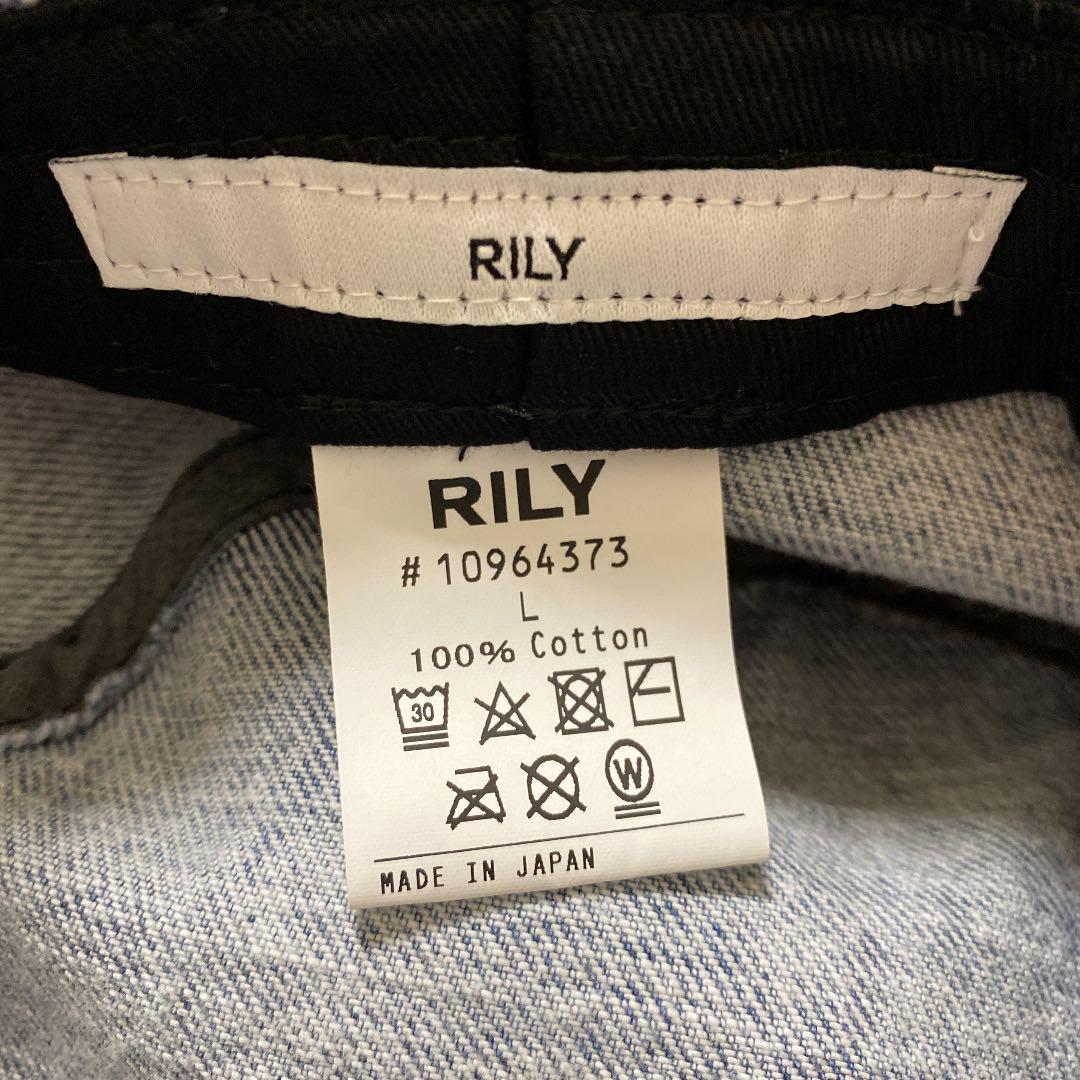 RILY
RILY
#10964373
L
100% Cotton
30
W
MADE IN JAPAN